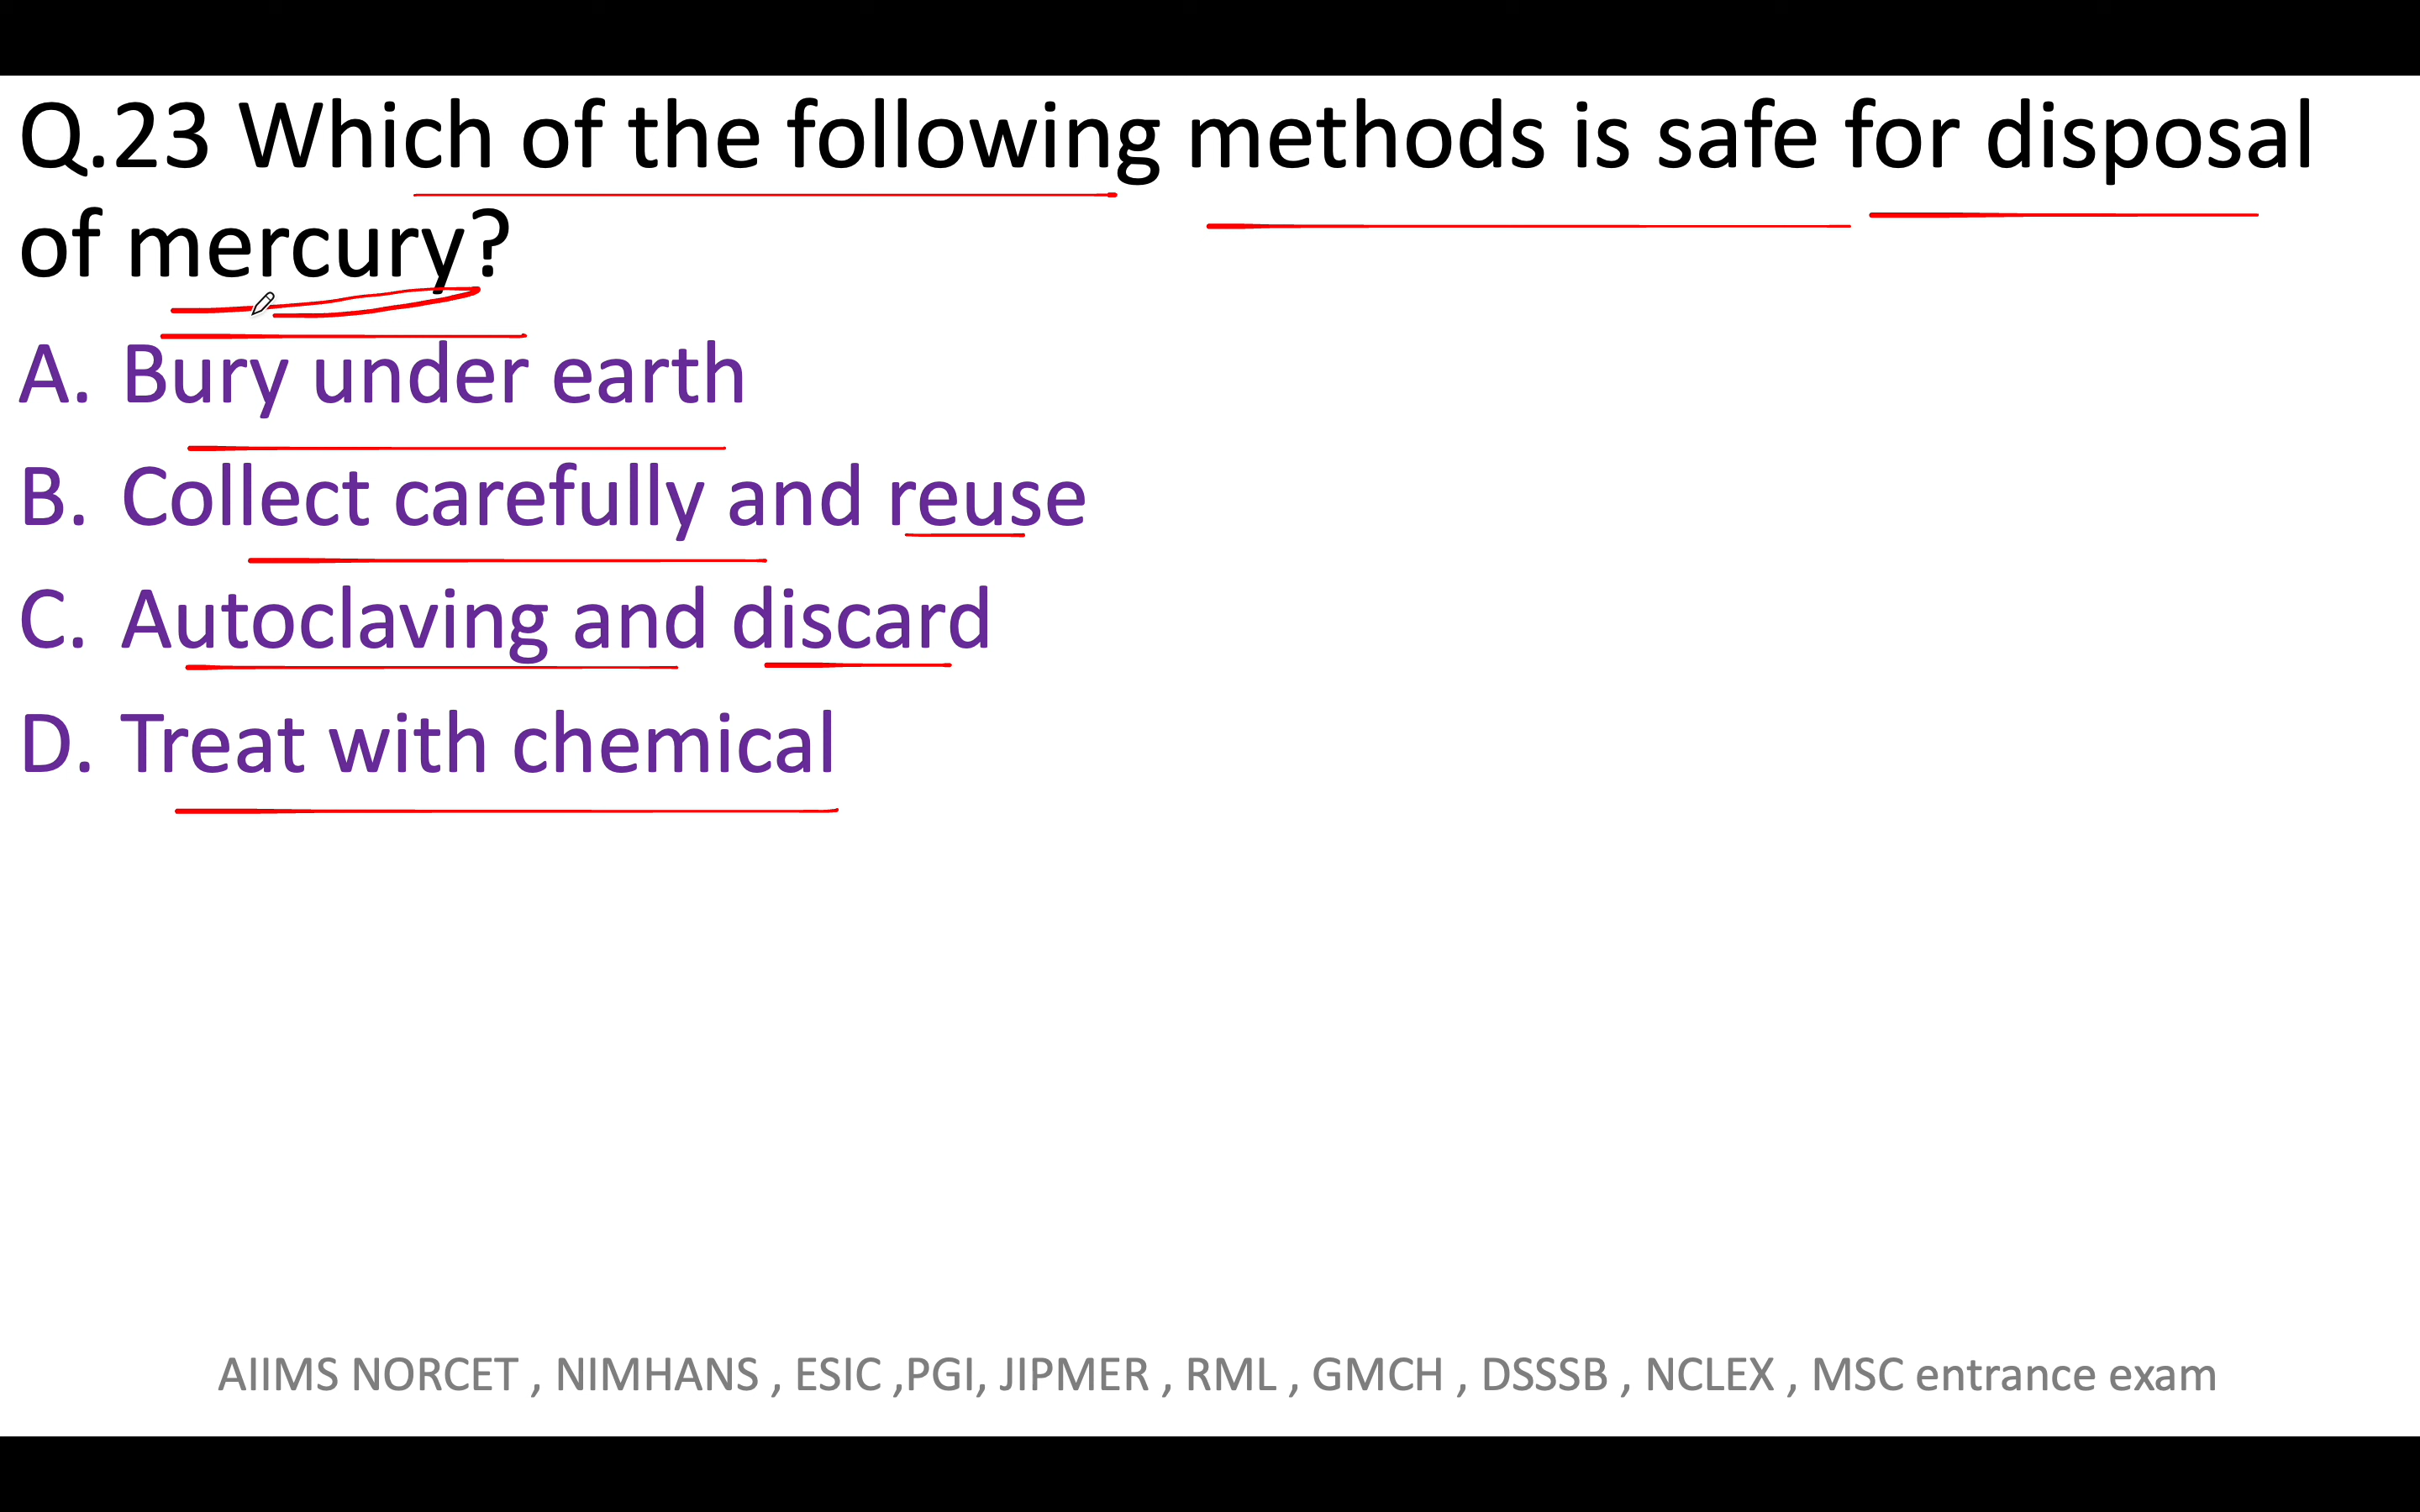 Q.23 Which of the following methods is safe for disposal
of mercury?
A. Bury under earth
B. Collect carefully and reuse
C. Autoclaving and discard
D. Treat with chemical
AIIMS NORCET , NIMHANS , ESIC ,PGI, JIPMER , RML , GMCH , DSSSB , NCLEX , MSC entrance exam